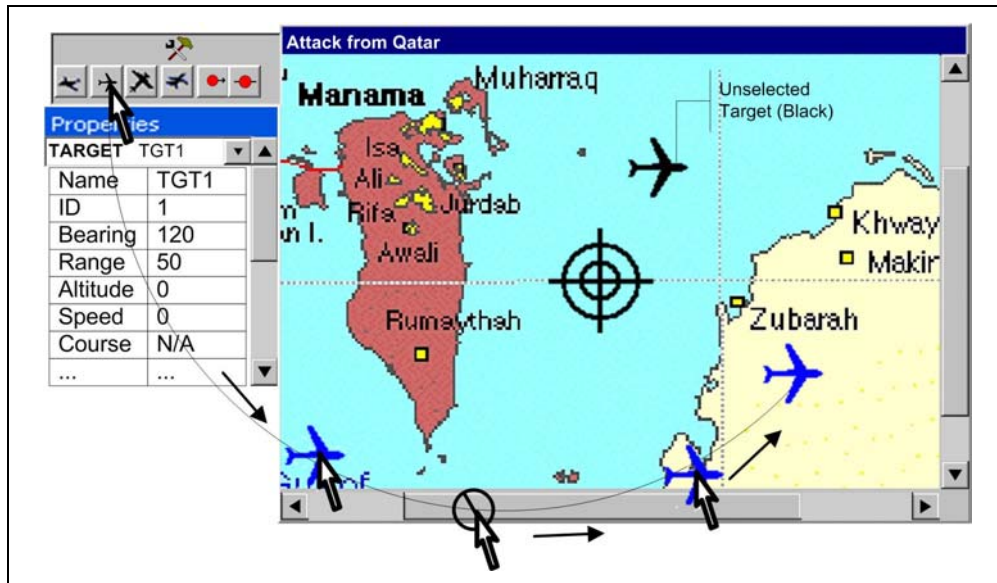 Attack from Qatar
Properties
TARGET TGT1
Name TGT1
ID 1
Bearing 120
Range 50
Altitude 0
Speed 0
Course N/A
... ...
Manama
Muharraq
Unselected
Target (Black)
Isa
Ali
Rifa
Jurdab
Awali
Rumaythah
Khway
Makir
Zubarah